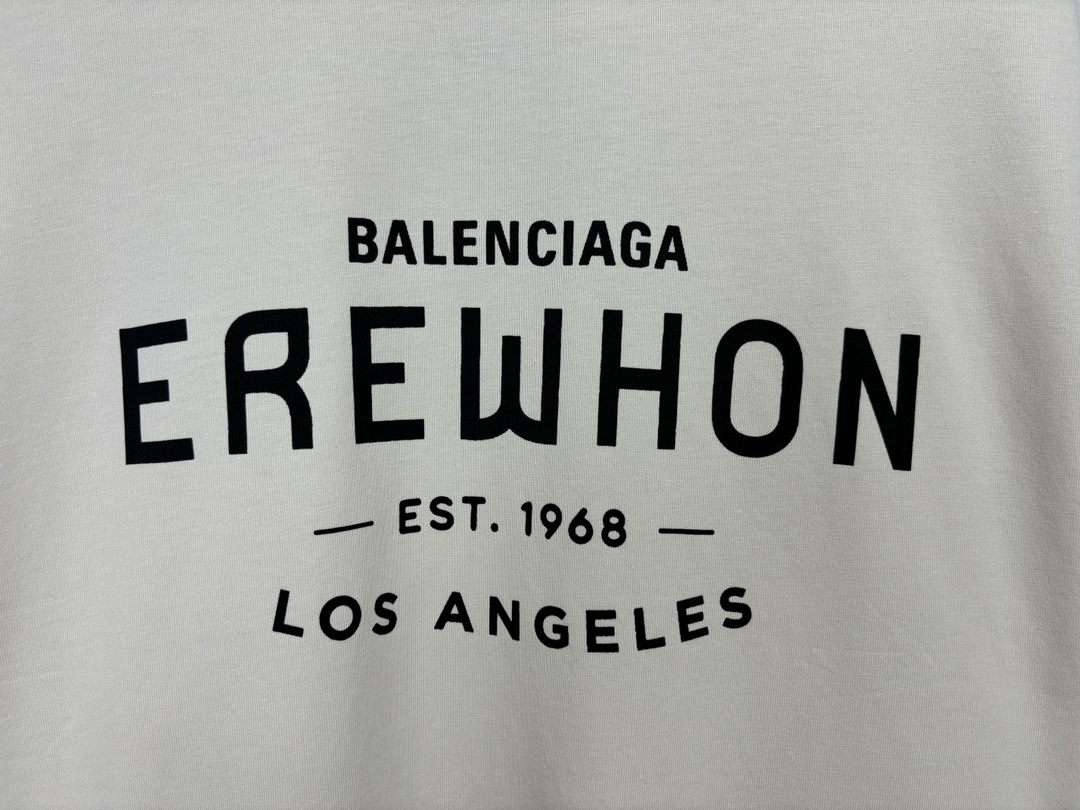 BALENCIAGA
EREWHON
— EST. 1968 —
LOS ANGELES